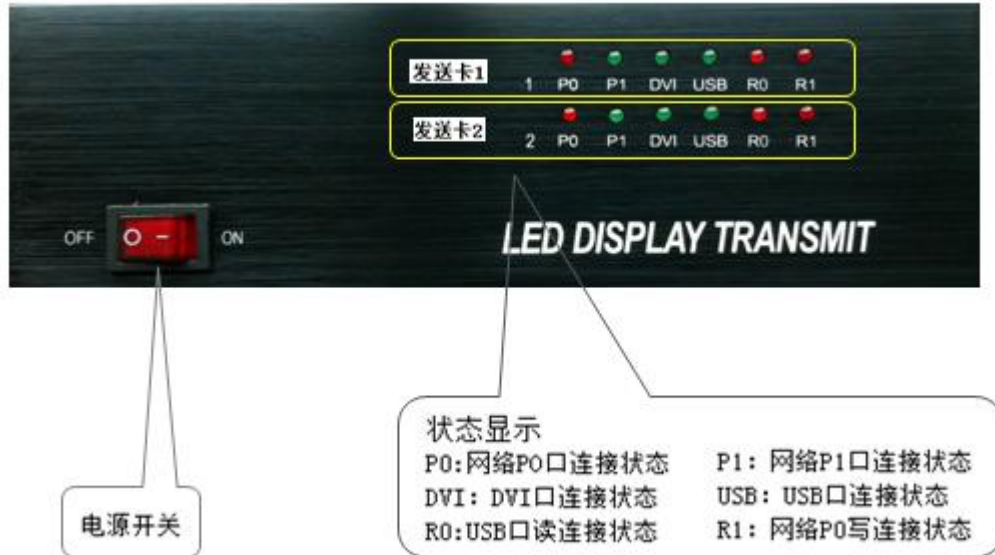 发送卡1
1 P0 P1 DVI USB R0 R1
发送卡2
2 P0 P1 DVI USB R0 R1
OFF ON
LED DISPLAY TRANSMIT
状态显示
P0:网络P0口连接状态 P1: 网络P1口连接状态
DVI: DVI口连接状态 USB: USB口连接状态
R0:USB口读连接状态 R1: 网络P0写连接状态
电源开关